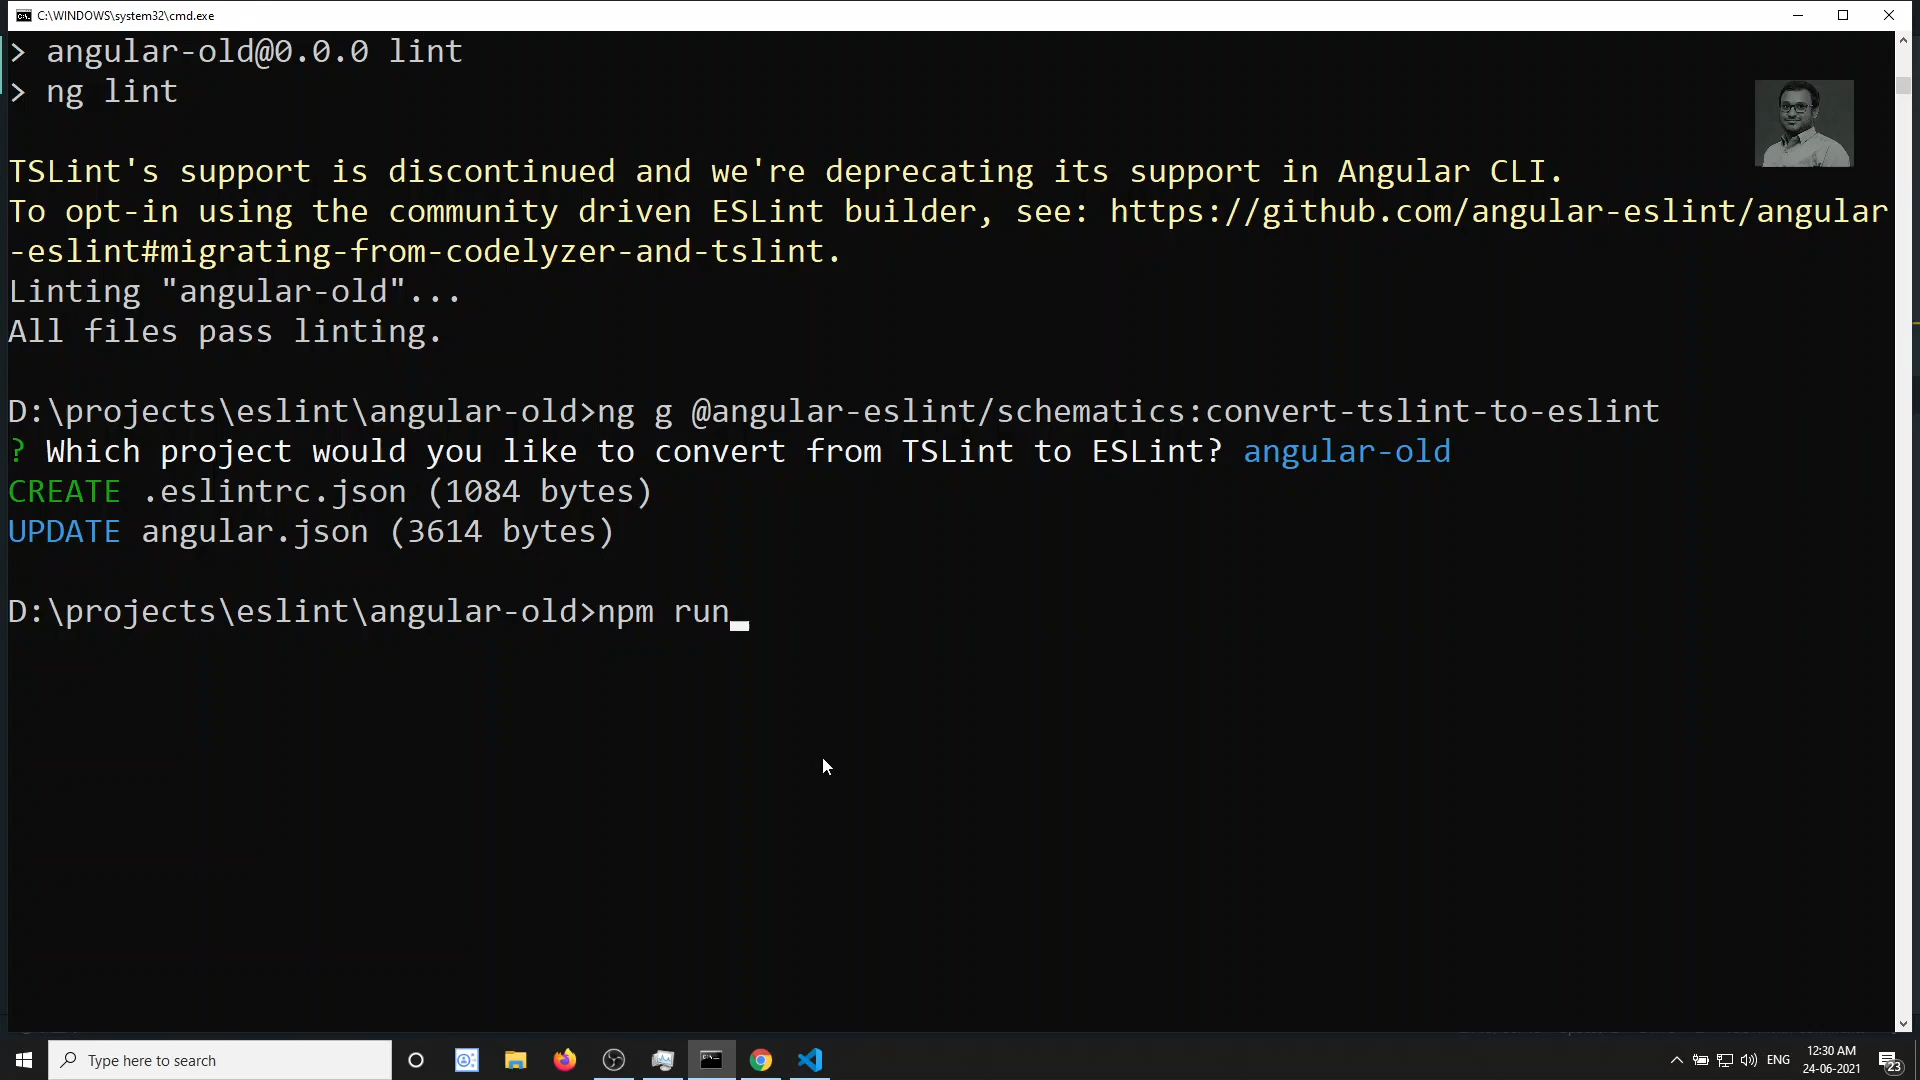 C:\WINDOWS\system32\cmd.exe
> angular-old@0.0.0 lint
> ng lint
TSLint's support is discontinued and we're deprecating its support in Angular CLI.
To opt-in using the community driven ESLint builder, see: https://github.com/angular-eslint/angular
-eslint#migrating-from-codelyzer-and-tslint.
Linting "angular-old"...
All files pass linting.
D:\projects\eslint\angular-old>ng g @angular-eslint/schematics:convert-tslint-to-eslint
? Which project would you like to convert from TSLint to ESLint? angular-old
CREATE .eslintrc.json (1084 bytes)
UPDATE angular.json (3614 bytes)
D:\projects\eslint\angular-old>npm run
Type here to search
ENG
12:30 AM
24-06-2021
23